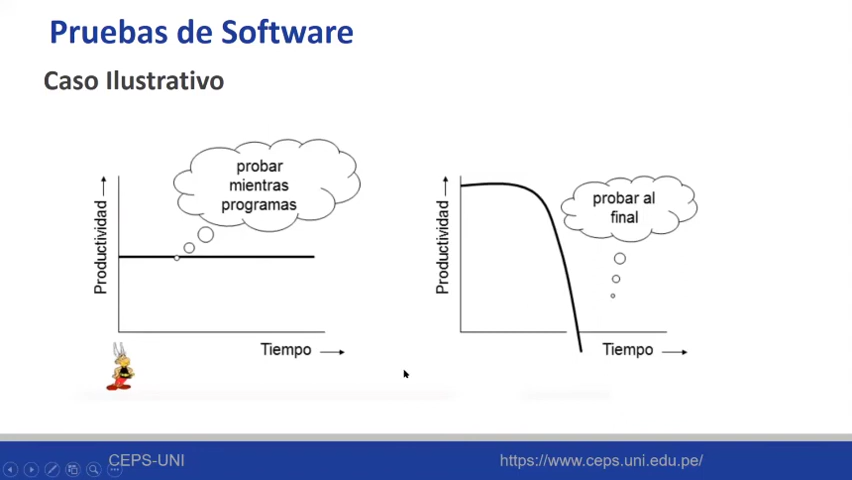 Pruebas de Software
Caso Ilustrativo
probar
mientras
programas
Productividad
Tiempo
probar al
final
Productividad
Tiempo
CEPS-UNI
https://www.ceps.uni.edu.pe/